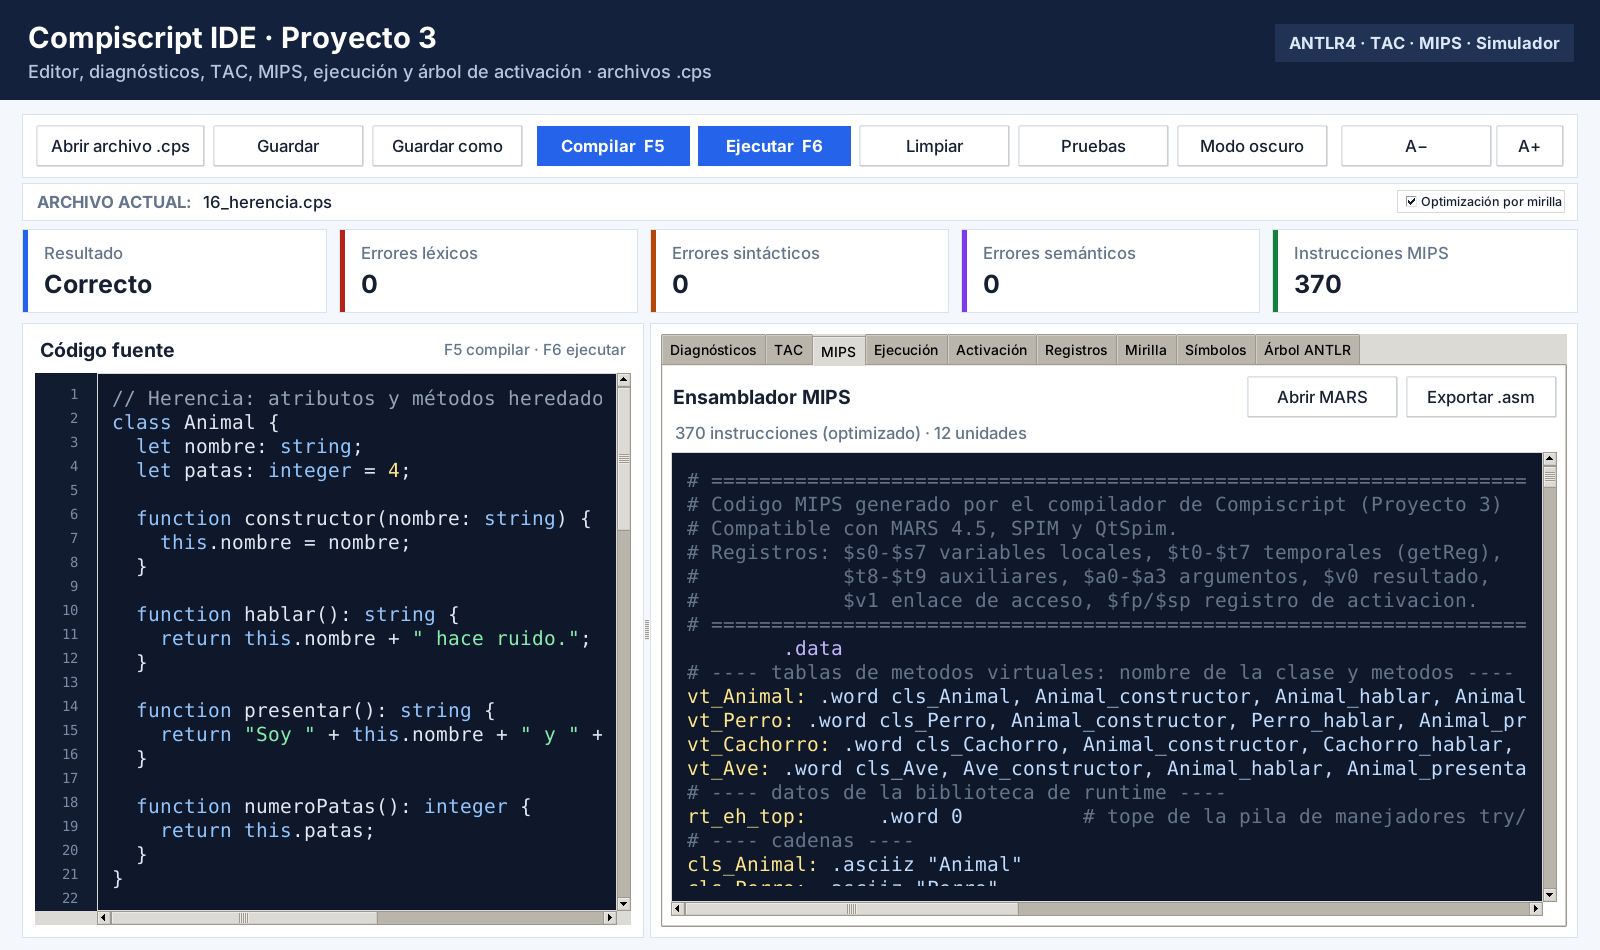 Compiscript IDE · Proyecto 3
Editor, diagnósticos, TAC, MIPS, ejecución y árbol de activación · archivos .cps
ANTLR4 · TAC · MIPS · Simulador
Abrir archivo .cps
Guardar
Guardar como
Compilar F5
Ejecutar F6
Limpiar
Pruebas
Modo oscuro
A−
A+
ARCHIVO ACTUAL: 16_herencia.cps
Optimización por mirilla
Resultado
Correcto
Errores léxicos
0
Errores sintácticos
0
Errores semánticos
0
Instrucciones MIPS
370
Código fuente
F5 compilar · F6 ejecutar
1 // Herencia: atributos y métodos heredado
2 class Animal {
3 let nombre: string;
4 let patas: integer = 4;
5
6 function constructor(nombre: string) {
7 this.nombre = nombre;
8 }
9
10 function hablar(): string {
11 return this.nombre + " hace ruido.";
12 }
13
14 function presentar(): string {
15 return "Soy " + this.nombre + " y " +
16 }
17
18 function numeroPatas(): integer {
19 return this.patas;
20 }
21 }
22
Diagnósticos
TAC
MIPS
Ejecución
Activación
Registros
Mirilla
Símbolos
Árbol ANTLR
Ensamblador MIPS
Abrir MARS
Exportar .asm
370 instrucciones (optimizado) · 12 unidades
# ====================================================================
# Codigo MIPS generado por el compilador de Compiscript (Proyecto 3)
# Compatible con MARS 4.5, SPIM y QtSpim.
# Registros: $s0-$s7 variables locales, $t0-$t7 temporales (getReg),
# $t8-$t9 auxiliares, $a0-$a3 argumentos, $v0 resultado,
# $v1 enlace de acceso, $fp/$sp registro de activacion.
# ====================================================================
.data
# ---- tablas de metodos virtuales: nombre de la clase y metodos ----
vt_Animal: .word cls_Animal, Animal_constructor, Animal_hablar, Animal
vt_Perro: .word cls_Perro, Animal_constructor, Perro_hablar, Animal_pr
vt_Cachorro: .word cls_Cachorro, Animal_constructor, Cachorro_hablar,
vt_Ave: .word cls_Ave, Ave_constructor, Animal_hablar, Animal_presenta
# ---- datos de la biblioteca de runtime ----
rt_eh_top: .word 0 # tope de la pila de manejadores try/
# ---- cadenas ----
cls_Animal: .asciiz "Animal"
cls_Perro: .asciiz "Perro"